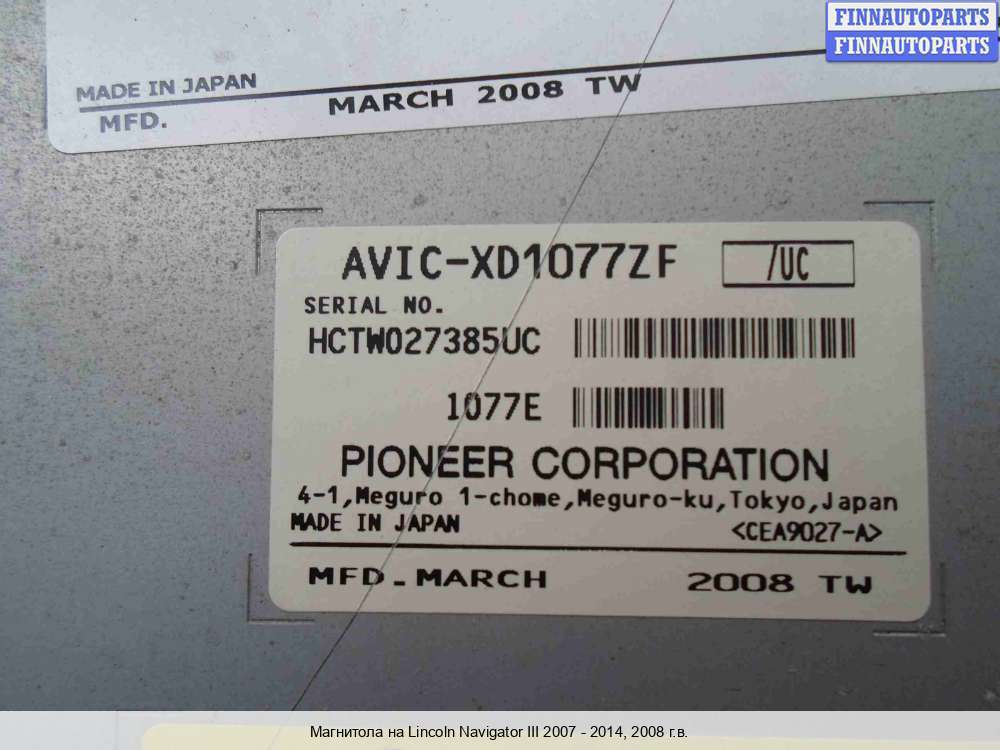 FINNAUTOPARTS
FINNAUTOPARTS
MADE IN JAPAN
MFD. MARCH 2008 TW
AVIC-XD1077ZF /UC
SERIAL NO.
HCTW027385UC
1077E
PIONEER CORPORATION
4-1,Meguro 1-chome,Meguro-ku,Tokyo,Japan
MADE IN JAPAN <CEA9027-A>
MFD.MARCH 2008 TW
Магнитола на Lincoln Navigator III 2007 - 2014, 2008 г.в.